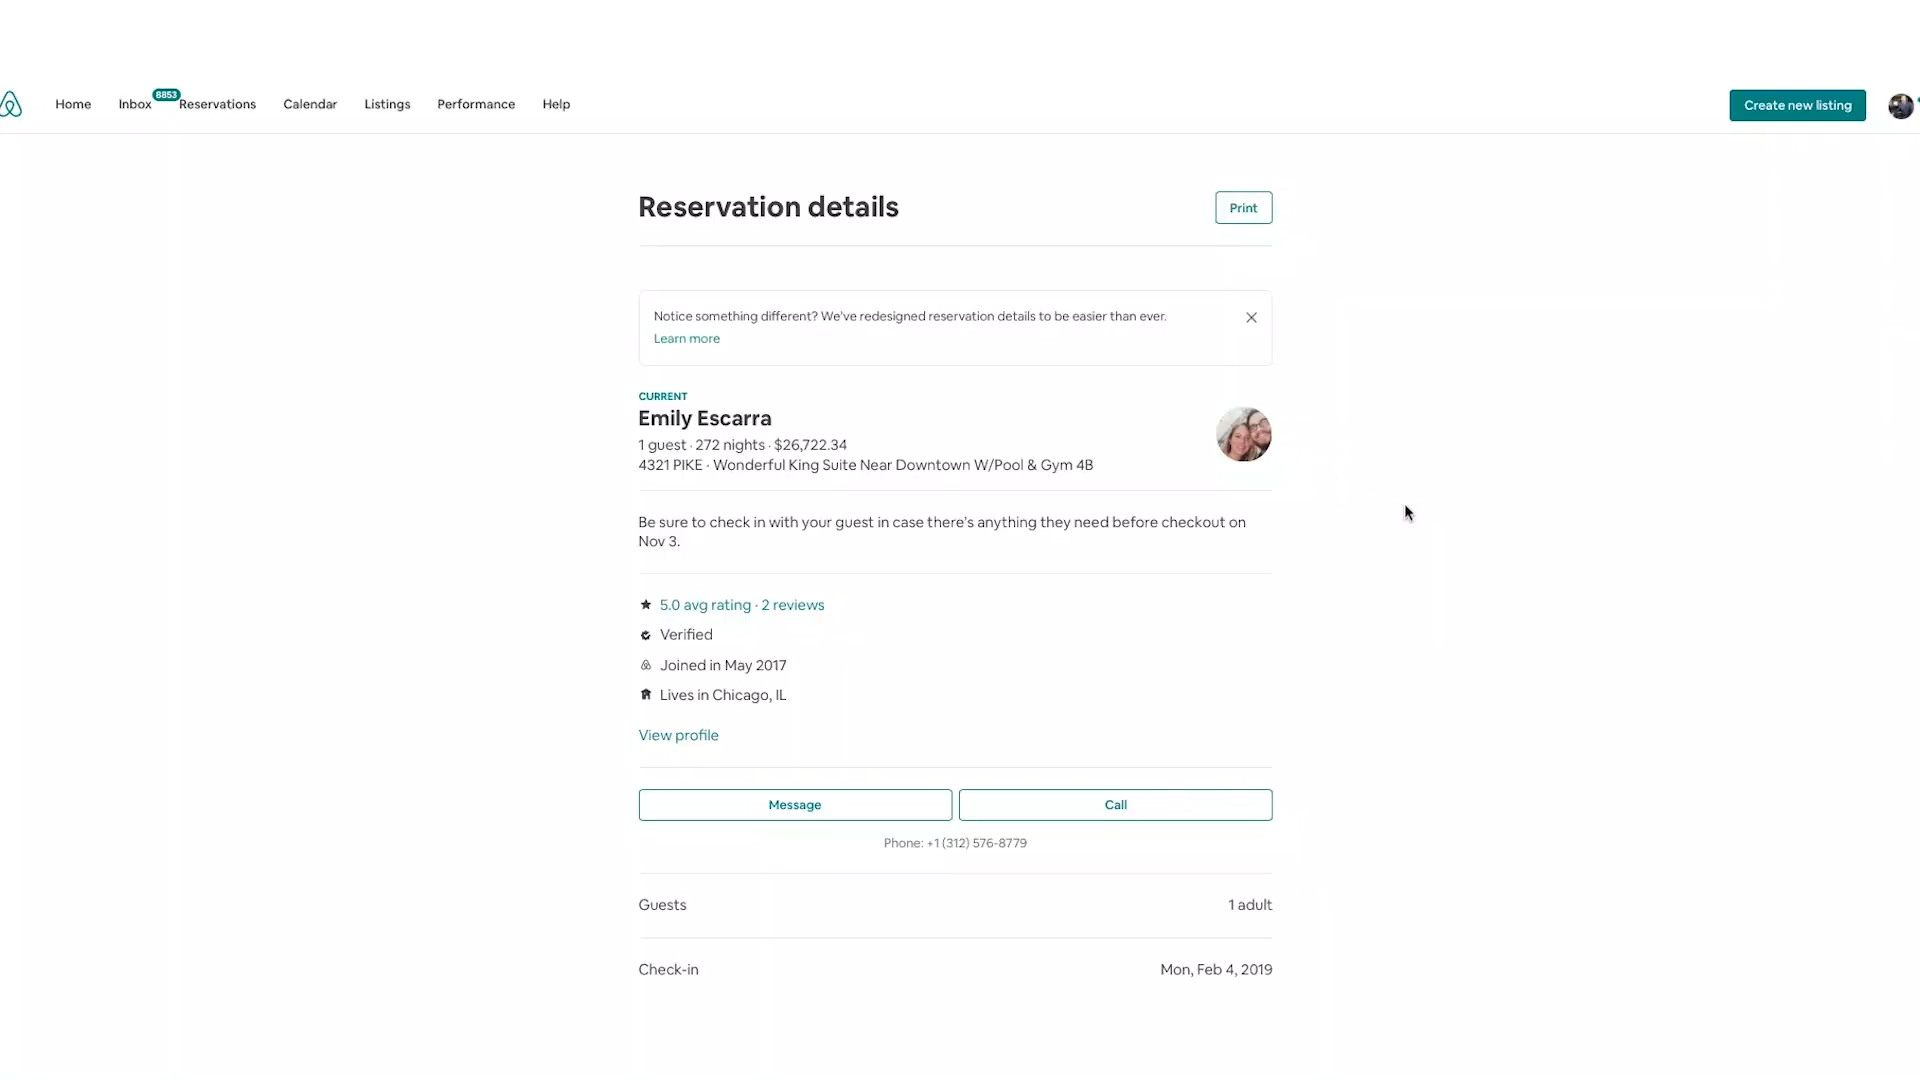 Home Inbox 8853 Reservations Calendar Listings Performance Help Create new listing
Reservation details Print
Notice something different? We've redesigned reservation details to be easier than ever.
Learn more
CURRENT
Emily Escarra
1 guest · 272 nights · $26,722.34
4321 PIKE · Wonderful King Suite Near Downtown W/Pool & Gym 4B
Be sure to check in with your guest in case there's anything they need before checkout on
Nov 3.
5.0 avg rating · 2 reviews
Verified
Joined in May 2017
Lives in Chicago, IL
View profile
Message Call
Phone: +1 (312) 576-8779
Guests 1 adult
Check-in Mon, Feb 4, 2019